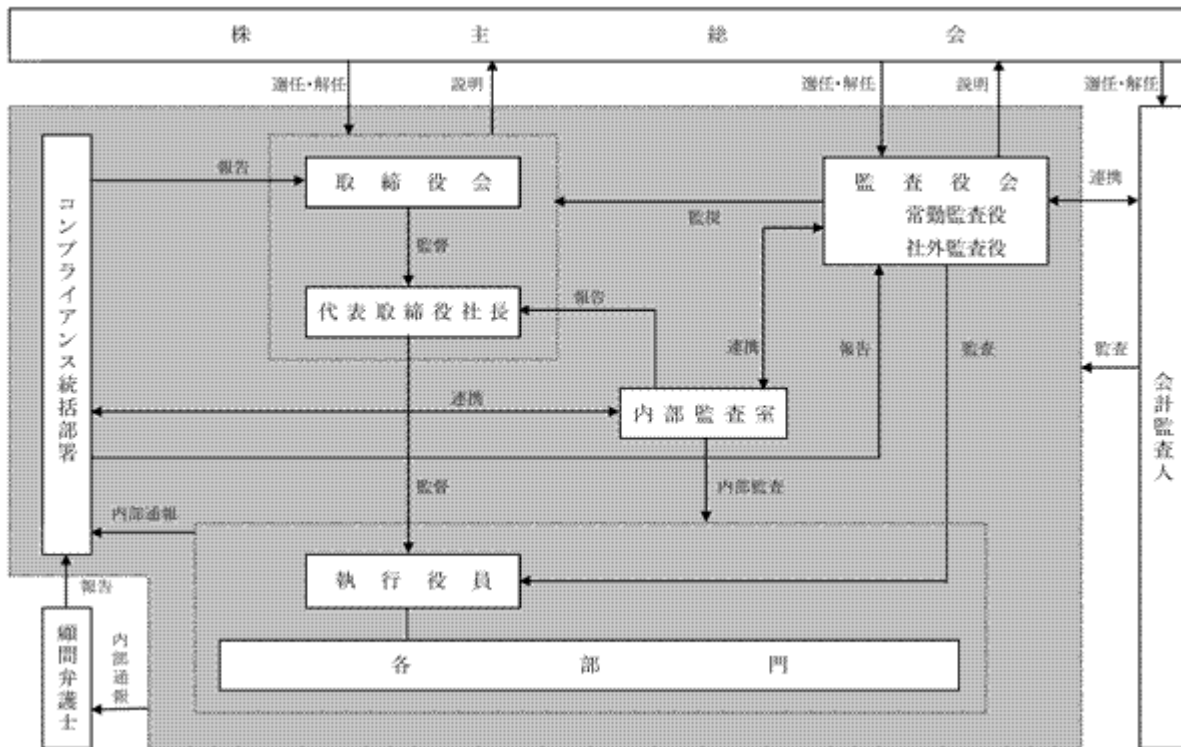 株主総会
選任・解任
説明
選任・解任
説明
選任・解任
コンプライアンス統括部署
報告
取締役会
監査役会
常勤監査役
社外監査役
連携
監視
監督
代表取締役社長
報告
連携
報告
監査
監査
会計監査人
連携
内部監査室
監督
内部監査
内部通報
執行役員
報告
顧問弁護士
内部通報
各部門